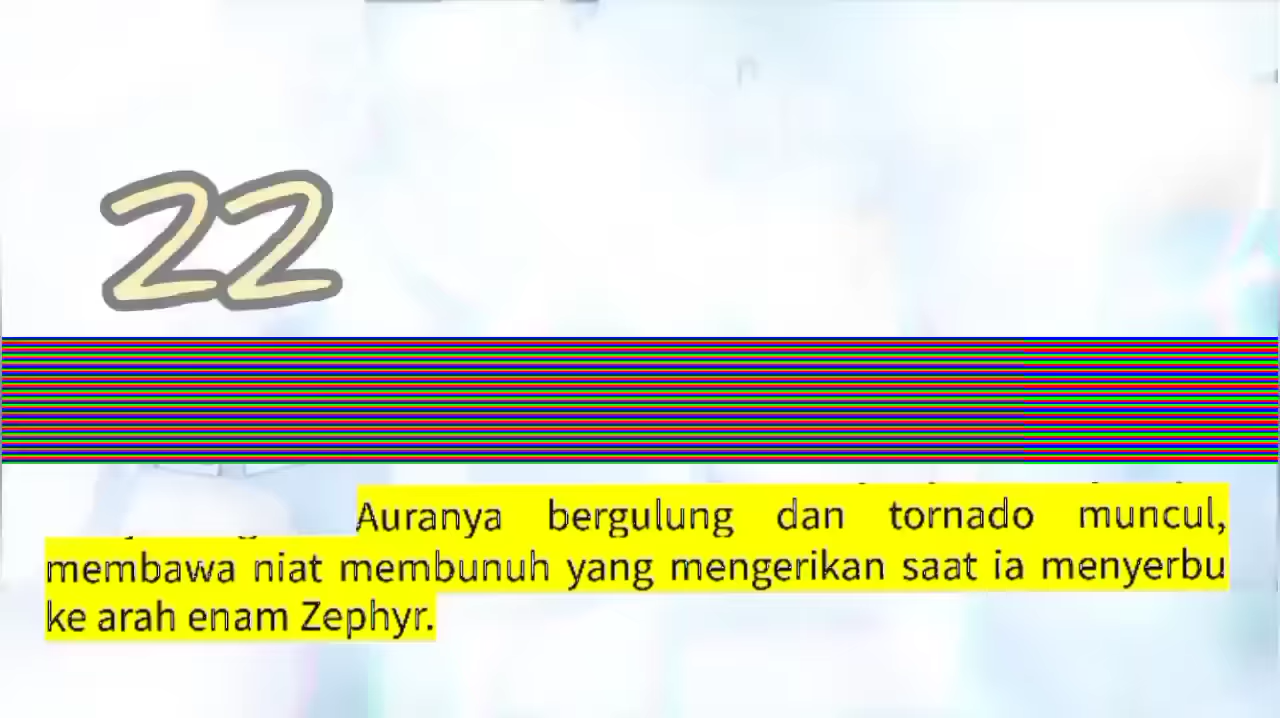 22
Auranya bergulung dan tornado muncul,
membawa niat membunuh yang mengerikan saat ia menyerbu
ke arah enam Zephyr.